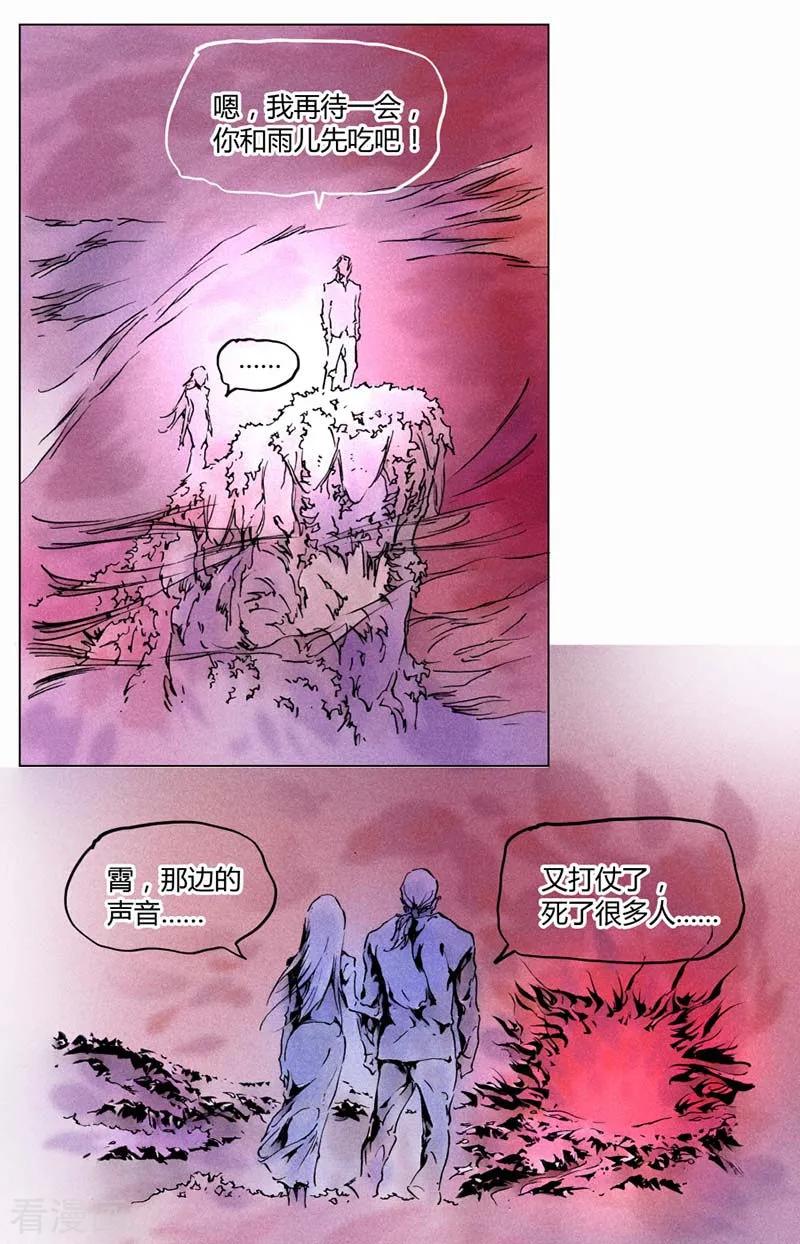 嗯，我再待一会，
你和雨儿先吃吧！
……
霄，那边的
声音……
又打仗了，
死了很多人……